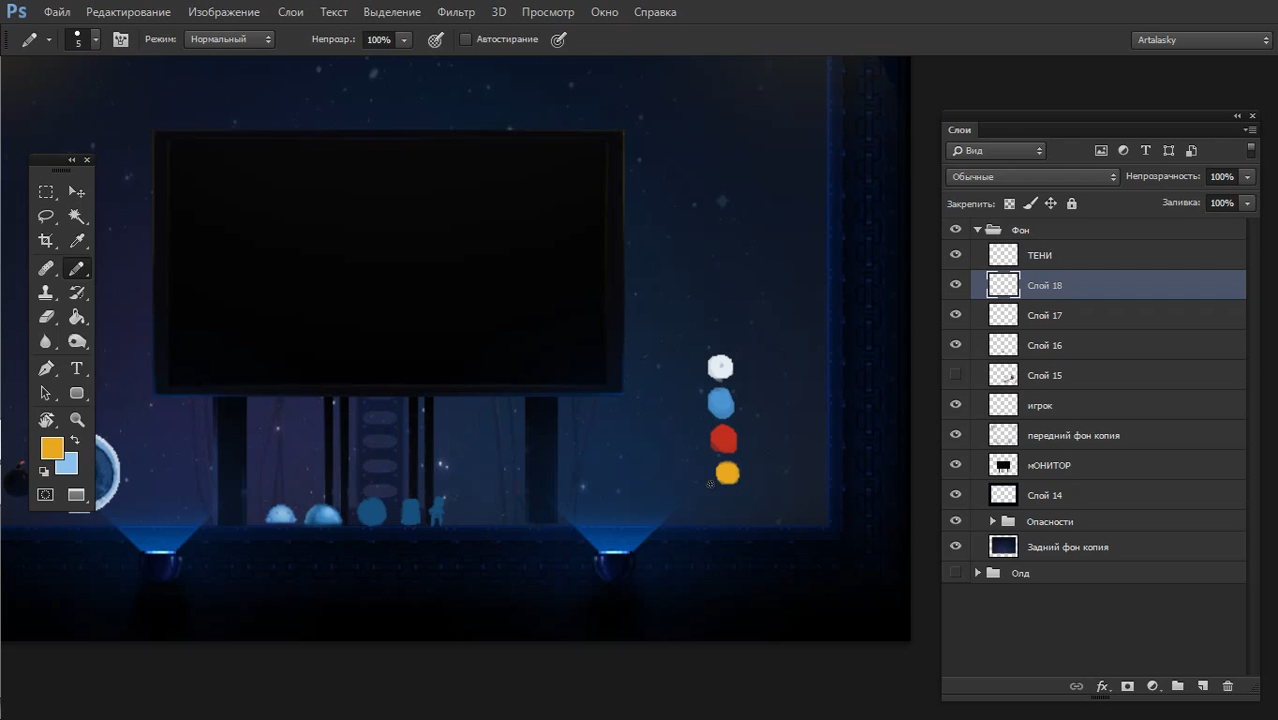 Ps Файл Редактирование Изображение Слои Текст Выделение Фильтр 3D Просмотр Окно Справка
5 Режим: Нормальный Непрозр.: 100% Автостирание Artalasky
Слои
Вид
Обычные Непрозрачность: 100%
Закрепить: Заливка: 100%
Фон
ТЕНИ
Слой 18
Слой 17
Слой 16
Слой 15
игрок
передний фон копия
мОНИТОР
Слой 14
Опасности
Задний фон копия
Олд
fx